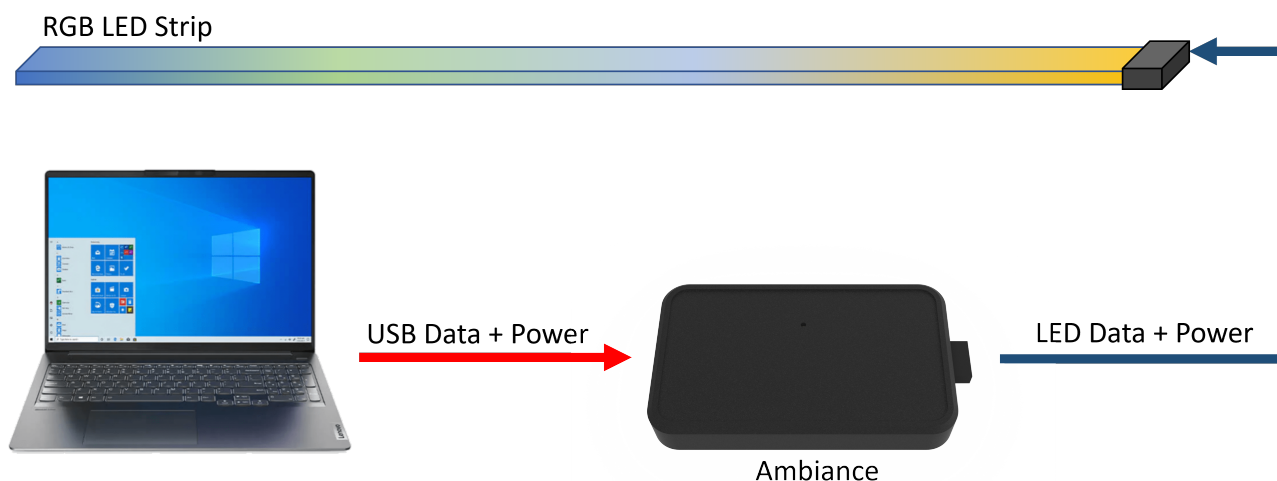 RGB LED Strip
USB Data + Power
LED Data + Power
Ambiance